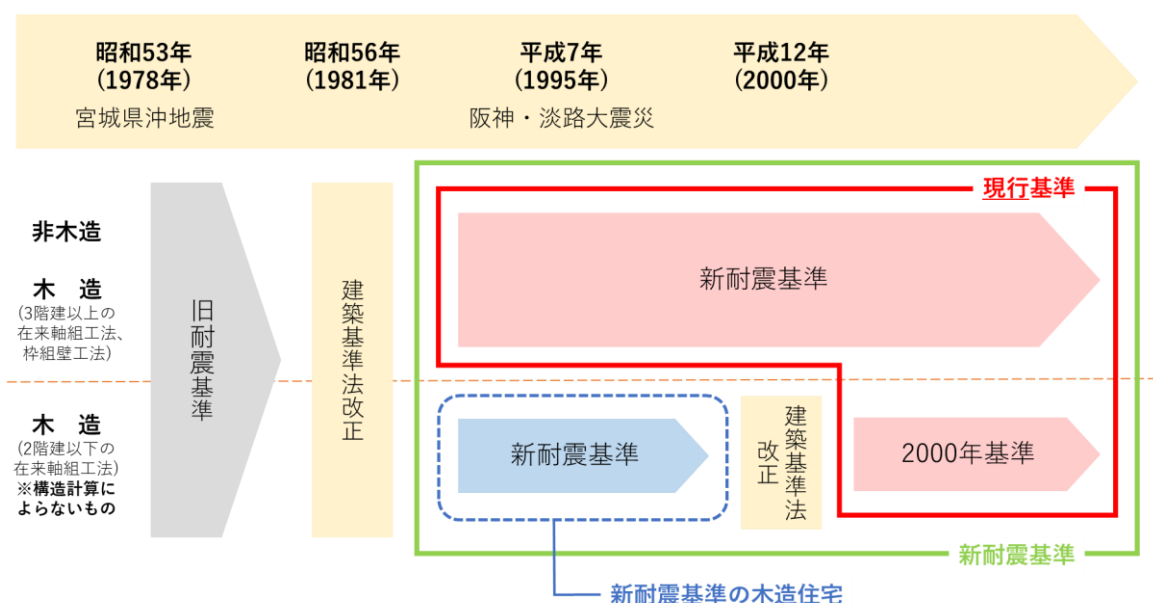 昭和53年
(1978年)
宮城県沖地震
昭和56年
(1981年)
平成7年
(1995年)
阪神・淡路大震災
平成12年
(2000年)
現行基準
非木造
木　造
(3階建以上の
在来軸組工法、
枠組壁工法)
旧耐震基準
建築基準法改正
新耐震基準
木　造
(2階建以下の
在来軸組工法)
※構造計算に
よらないもの
新耐震基準
建築基準法
改正
2000年基準
新耐震基準
新耐震基準の木造住宅